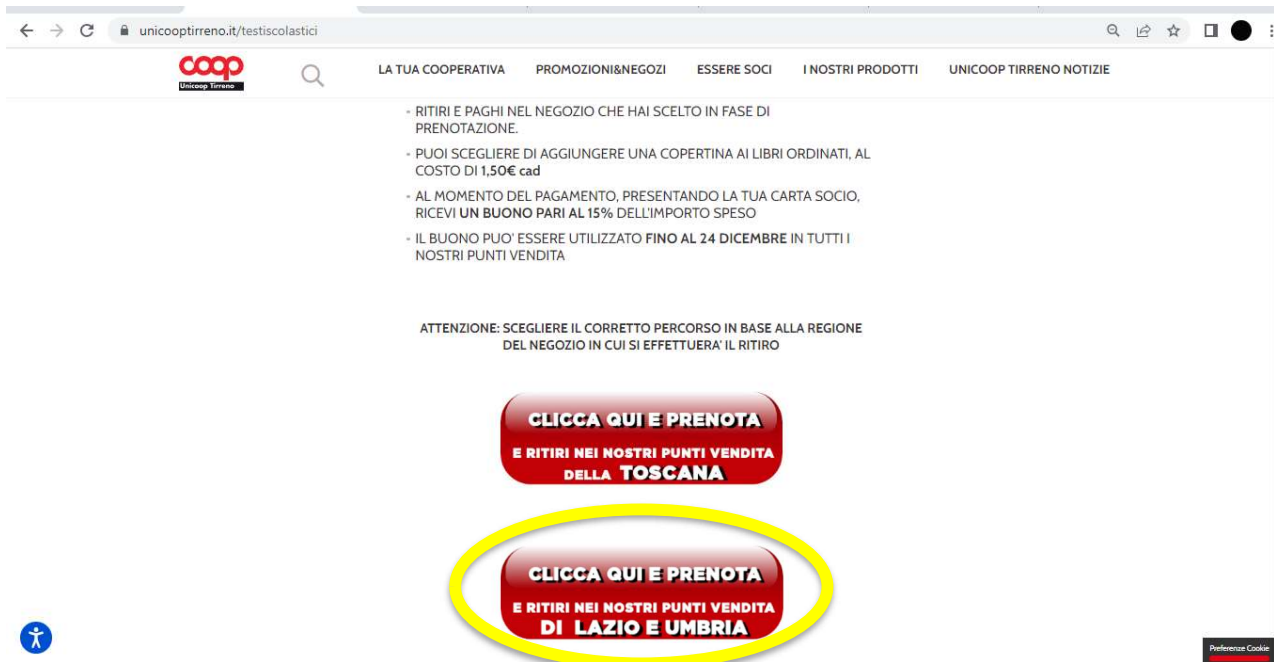 unicooptirreno.it/testiscolastici
coop
Unicoop Tirreno
LA TUA COOPERATIVA PROMOZIONI&NEGOZI ESSERE SOCI I NOSTRI PRODOTTI UNICOOP TIRRENO NOTIZIE
- RITIRI E PAGHI NEL NEGOZIO CHE HAI SCELTO IN FASE DI
PRENOTAZIONE.
- PUOI SCEGLIERE DI AGGIUNGERE UNA COPERTINA AI LIBRI ORDINATI, AL
COSTO DI 1,50€ cad
- AL MOMENTO DEL PAGAMENTO, PRESENTANDO LA TUA CARTA SOCIO,
RICEVI UN BUONO PARI AL 15% DELL'IMPORTO SPESO
- IL BUONO PUO' ESSERE UTILIZZATO FINO AL 24 DICEMBRE IN TUTTI I
NOSTRI PUNTI VENDITA
ATTENZIONE: SCEGLIERE IL CORRETTO PERCORSO IN BASE ALLA REGIONE
DEL NEGOZIO IN CUI SI EFFETTUERA' IL RITIRO
CLICCA QUI E PRENOTA
E RITIRI NEI NOSTRI PUNTI VENDITA
DELLA TOSCANA
CLICCA QUI E PRENOTA
E RITIRI NEI NOSTRI PUNTI VENDITA
DI LAZIO E UMBRIA
Preferenze Cookie